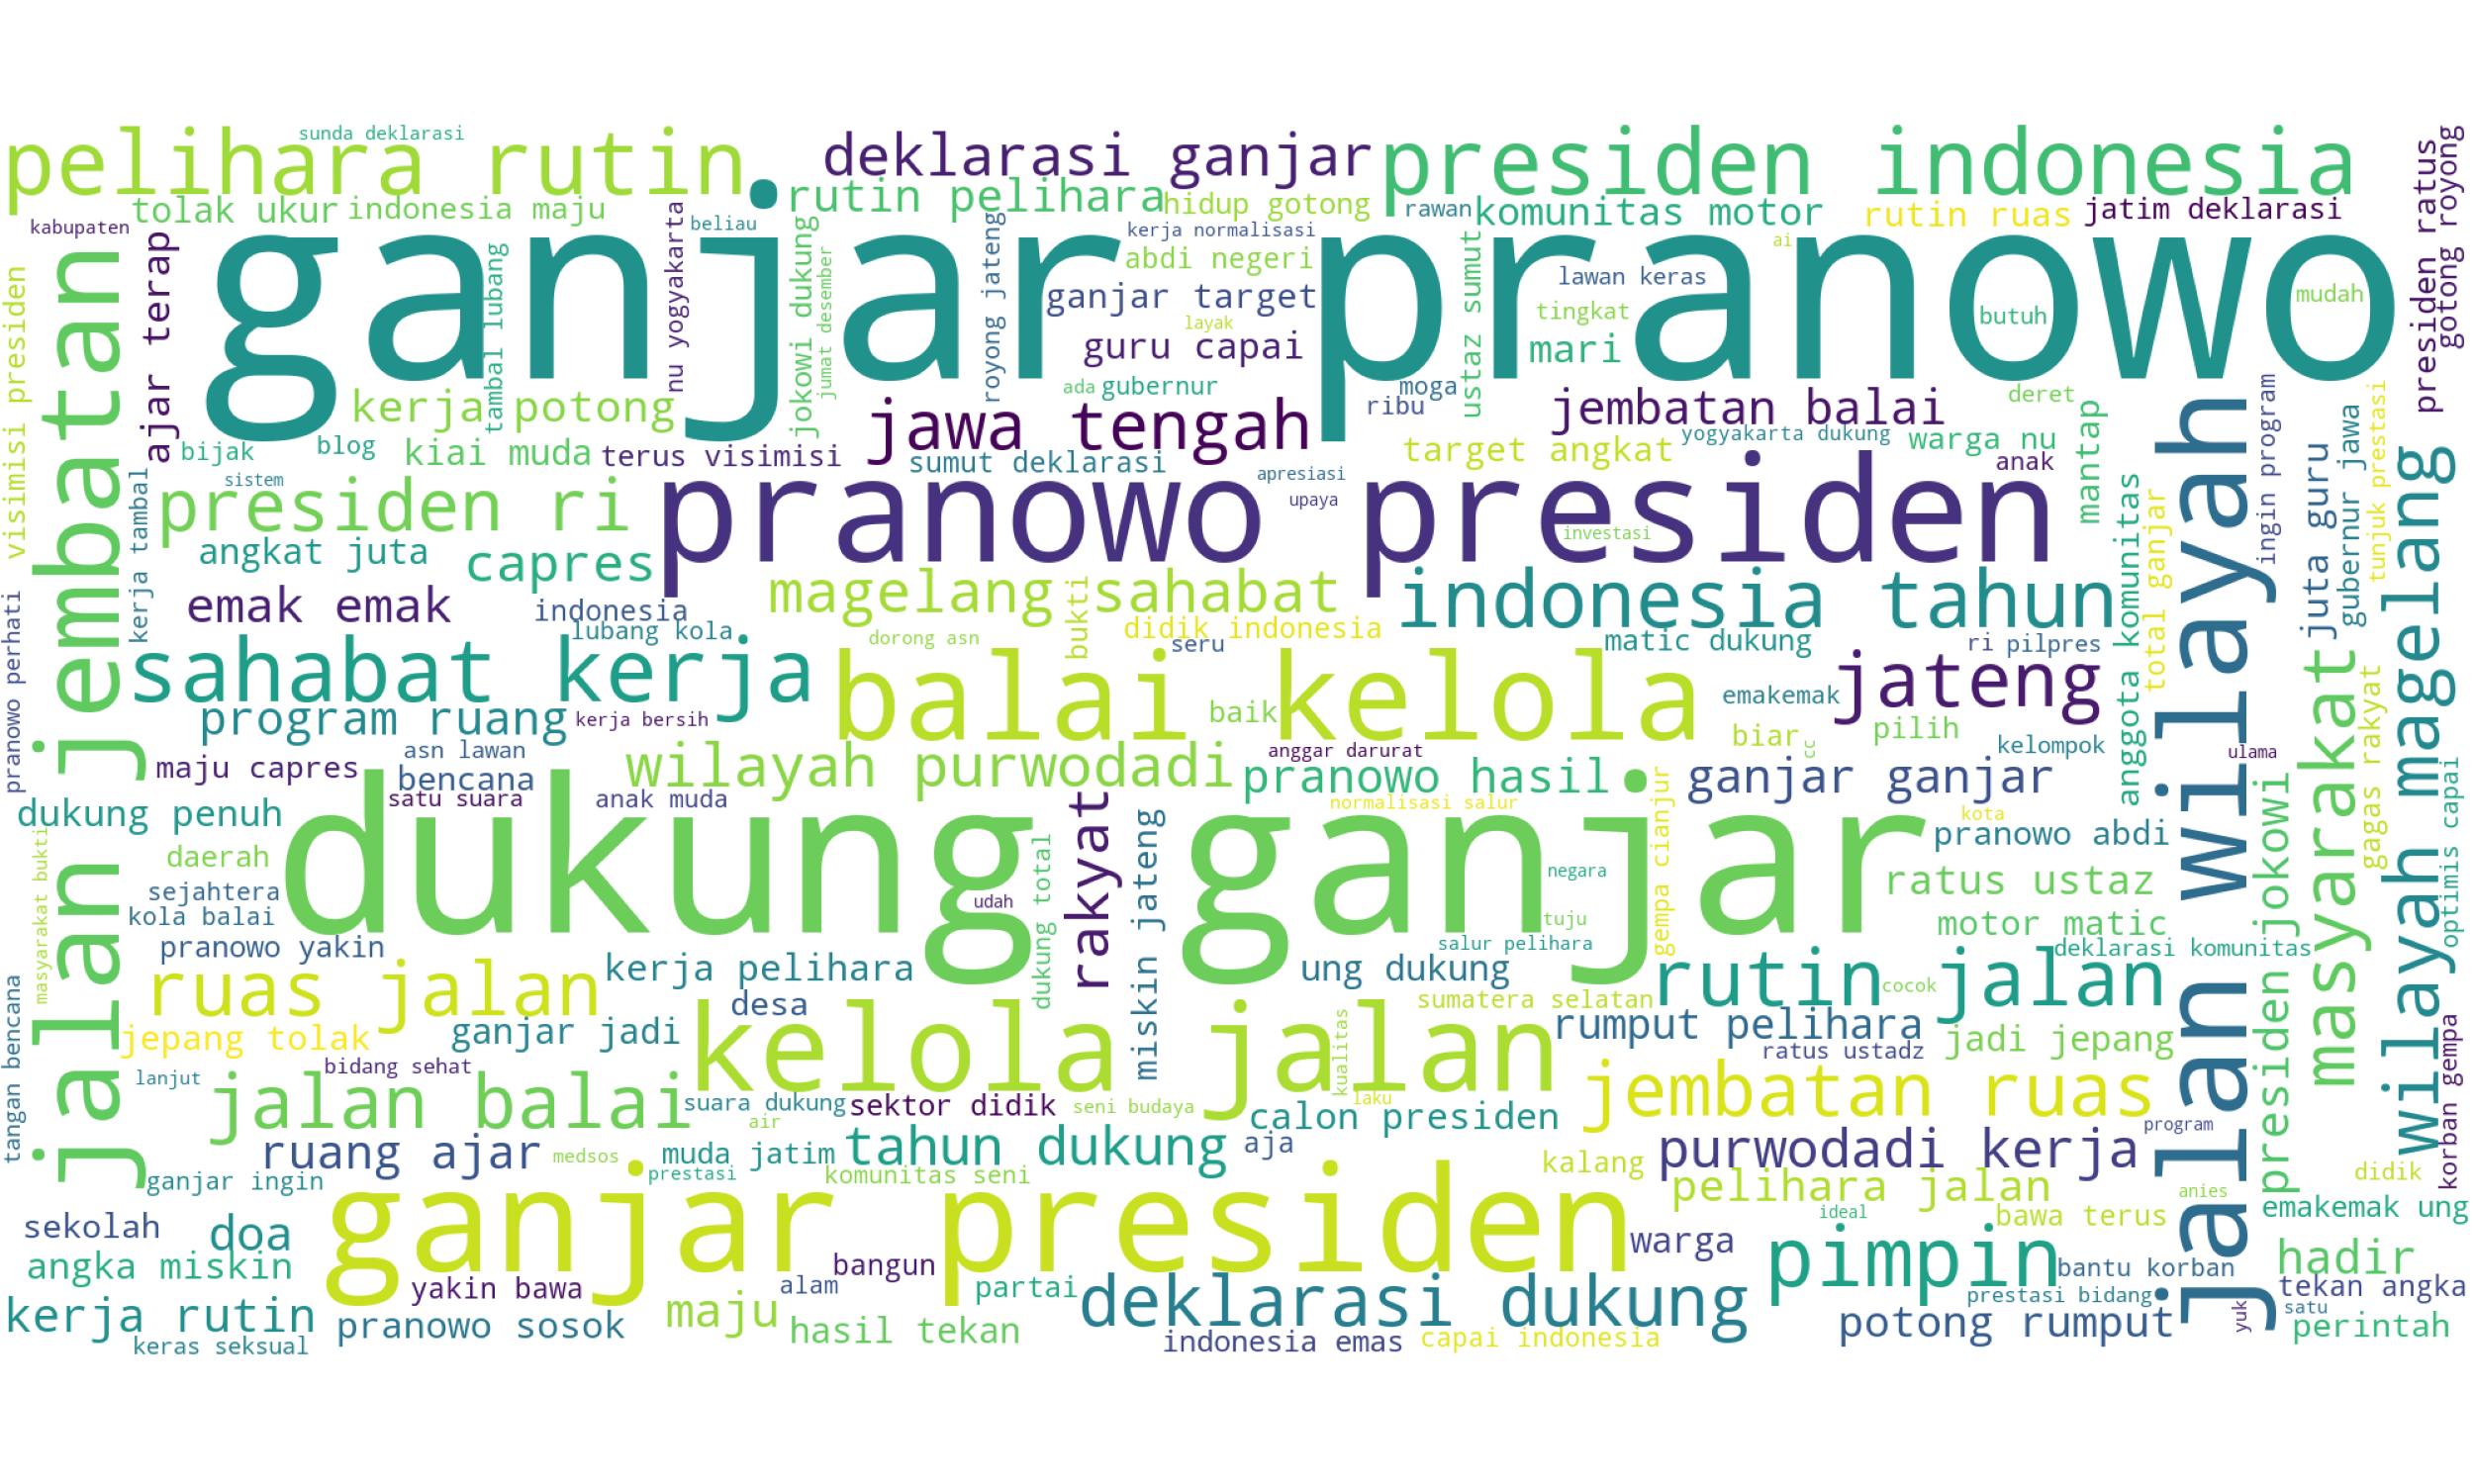 sunda deklarasi
pelihara rutin
deklarasi ganjar
presiden indonesia
presiden ratus
gotong royong
tolak ukur
indonesia maju
rutin pelihara
hidup gotong
rawan
komunitas motor
rutin ruas
jatim deklarasi
kabupaten
ajar terap
nu yogyakarta
beliau
jokowi dukung
jumat desember
royong jateng
kerja normalisasi
ai
ganjar pranowo
tambal lubang
abdi negeri
ganjar target
layak
guru capai
ada
gubernur
ustaz sumut
lawan keras
tingkat
mari
butuh
mudah
visimisi presiden
jalan jembatan
kerja potong
jawa tengah
moga
ribu
jembatan balai
deret
ingin program
bijak
blog
kiai muda
terus visimisi
sumut deklarasi
target angkat
yogyakarta dukung
warga nu
mantap
anak
jalan wilayah
juta guru
gubernur jawa
tunjuk prestasi
wilayah magelang
kerja tambal
sistem
presiden ri
pranowo presiden
apresiasi
upaya
investasi
angkat juta
capres
anggota komunitas
total ganjar
pranowo perhati
emak emak
indonesia
lubang kola
magelang sahabat
bukti
indonesia tahun
dorong asn
didik indonesia
seru
matic dukung
ri pilpres
sahabat kerja
balai kelola
baik
emakemak
jateng
masyarakat
gagas rakyat
program ruang
kerja bersih
asn lawan
biar
cc
pilih
kelompok
ulama
maju capres
bencana
wilayah purwodadi
anggar darurat
pranowo hasil
ganjar ganjar
optimis capai
dukung penuh
satu suara
anak muda
rakyat
miskin jateng
normalisasi salur
gempa cianjur
kota
presiden jokowi
masyarakat bukti
daerah
dukung ganjar
dukung total
negara
pranowo abdi
sejahtera
kola balai
udah
tuju
ratus ustaz
motor matic
pranowo yakin
salur pelihara
deklarasi komunitas
tangan bencana
ruas jalan
kerja pelihara
ung dukung
rutin jalan
cocok
desa
sumatera selatan
jepang tolak
ganjar jadi
kelola jalan
kualitas
rumput pelihara
ratus ustadz
jadi jepang
korban gempa
bidang sehat
lanjut
jalan balai
suara dukung
sektor didik
seni budaya
laku
calon presiden
jembatan ruas
air
program
ruang ajar
medsos
muda jatim
tahun dukung
aja
kalang
purwodadi kerja
ganjar ingin
prestasi
komunitas seni
pelihara jalan
anies
didik
sekolah
doa
ganjar presiden
ideal
bawa terus
emakemak ung
warga
angka miskin
bangun
pimpin
bantu korban
hadir
yakin bawa
alam
partai
deklarasi dukung
prestasi bidang
tekan angka
kerja rutin
pranowo sosok
maju
hasil tekan
potong rumput
yuk
satu
perintah
keras seksual
indonesia emas
capai indonesia